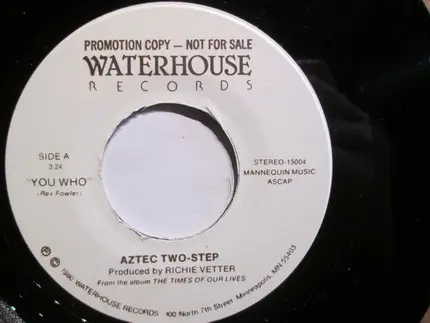 PROMOTION COPY — NOT FOR SALE
WATERHOUSE
RECORDS
SIDE A
3:24
"YOU WHO"
(Rex Fowler)
STEREO-15004
MANNEQUIN MUSIC
ASCAP
AZTEC TWO-STEP
Produced by RICHIE VETTER
From the album THE TIMES OF OUR LIVES
℗ © 1980 WATERHOUSE RECORDS 100 North 7th Street Minneapolis, MN 55403